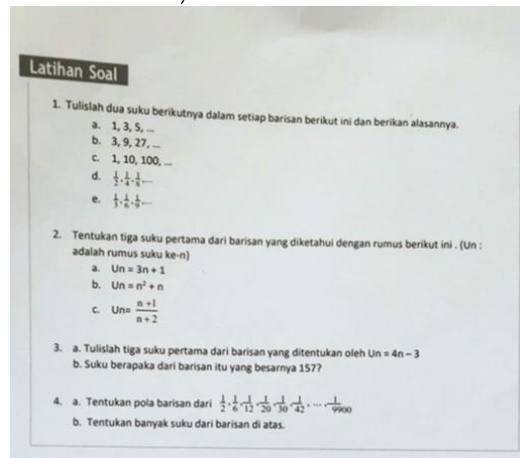 Latihan Soal
1. Tulislah dua suku berikutnya dalam setiap barisan berikut ini dan berikan alasannya.
a. 1, 3, 5, ...
b. 3, 9, 27, ...
c. 1, 10, 100, ...
d. 1/2, 1/4, 1/8, ...
e. 1/3, 1/6, 1/9, ...
2. Tentukan tiga suku pertama dari barisan yang diketahui dengan rumus berikut ini . (Un :
adalah rumus suku ke-n)
a. Un = 3n + 1
b. Un = n² + n
c. Un= n +1 / n + 2
3. a. Tulislah tiga suku pertama dari barisan yang ditentukan oleh Un = 4n – 3
b. Suku berapaka dari barisan itu yang besarnya 157?
4. a. Tentukan pola barisan dari 1/2, 1/6, 1/12, 1/20, 1/30, 1/42, ..., 1/9900
b. Tentukan banyak suku dari barisan di atas.